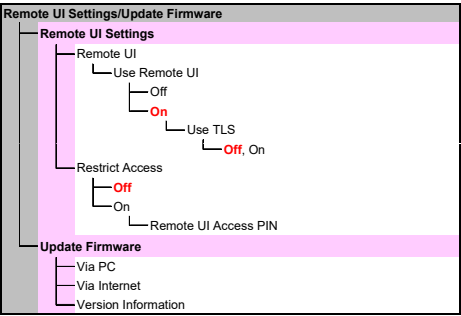 Remote UI Settings/Update Firmware
Remote UI Settings
Remote UI
Use Remote UI
Off
On
Use TLS
Off, On
Restrict Access
Off
On
Remote UI Access PIN
Update Firmware
Via PC
Via Internet
Version Information